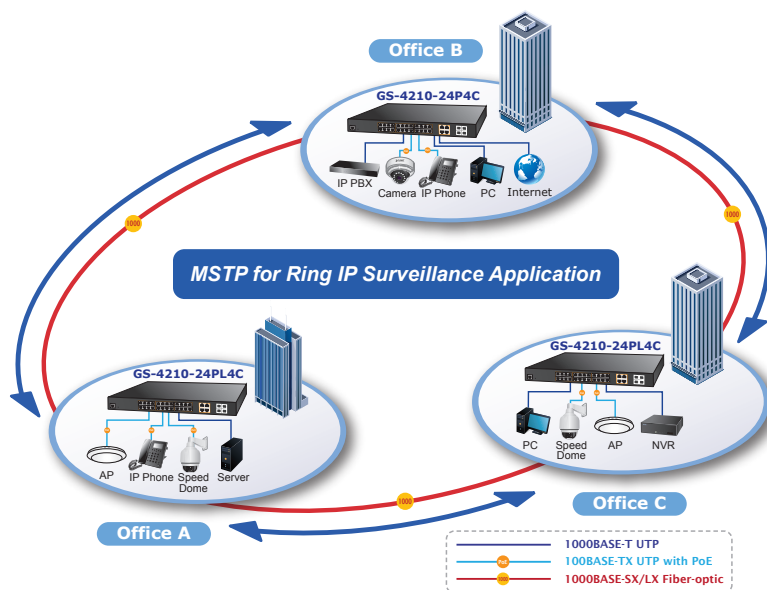 Office B
GS-4210-24P4C
IP PBX
Camera
IP Phone
PC
Internet
1000
1000
MSTP for Ring IP Surveillance Application
GS-4210-24PL4C
AP
IP Phone
Speed
Dome
Server
Office A
GS-4210-24PL4C
PC
Speed
Dome
AP
NVR
Office C
1000
1000BASE-T UTP
PoE
100BASE-TX UTP with PoE
1000
1000BASE-SX/LX Fiber-optic